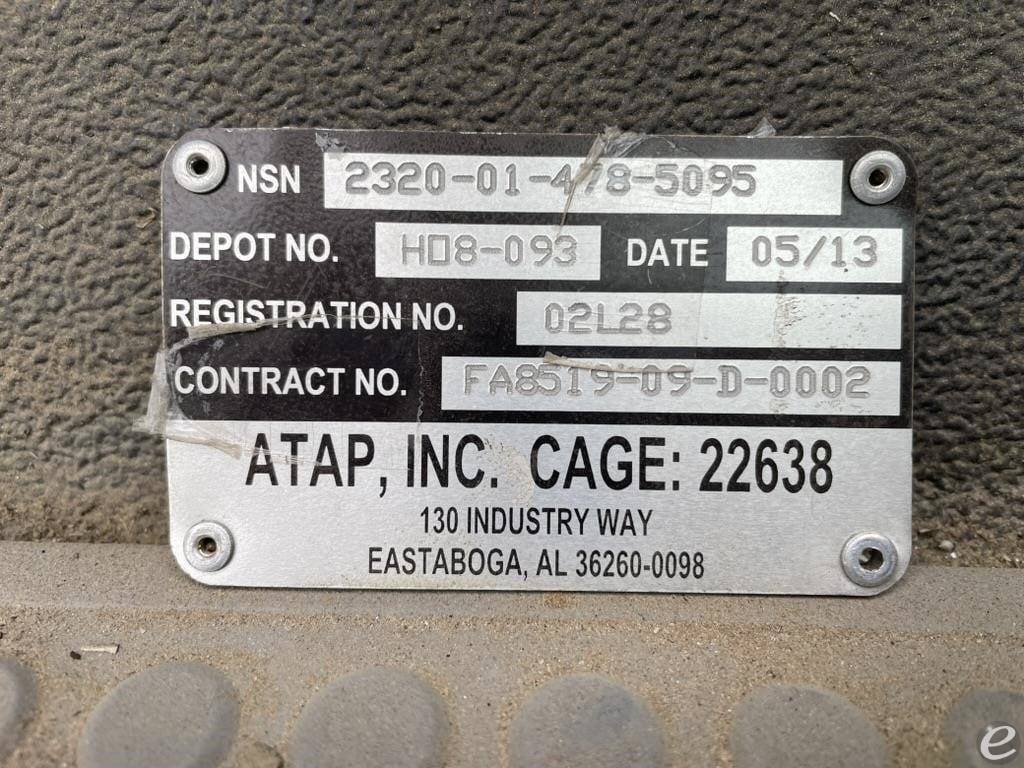 NSN 2320-01-478-5095
DEPOT NO. H08-093 DATE 05/13
REGISTRATION NO. 02L28
CONTRACT NO. FA8519-09-D-0002
ATAP, INC. CAGE: 22638
130 INDUSTRY WAY
EASTABOGA, AL 36260-0098
e